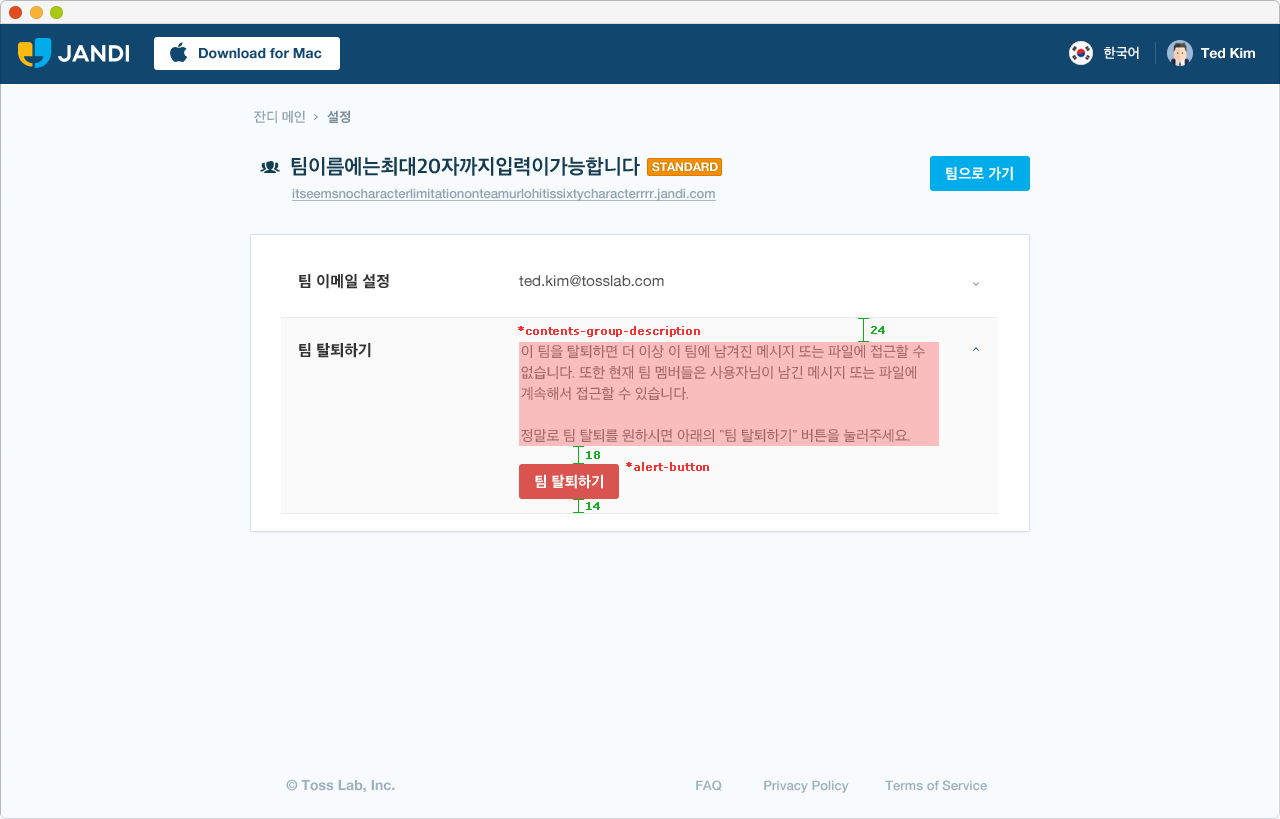 JANDI
Download for Mac
한국어
Ted Kim
잔디 메인 › 설정
팀이름에는최대20자까지입력이가능합니다 STANDARD
itseemsnocharacterlimitationonteamurlohitissixtycharacterrrr.jandi.com
팀으로 가기
팀 이메일 설정
ted.kim@tosslab.com
*contents-group-description
24
팀 탈퇴하기
이 팀을 탈퇴하면 더 이상 이 팀에 남겨진 메시지 또는 파일에 접근할 수
없습니다. 또한 현재 팀 멤버들은 사용자님이 남긴 메시지 또는 파일에
계속해서 접근할 수 있습니다.
정말로 팀 탈퇴를 원하시면 아래의 "팀 탈퇴하기" 버튼을 눌러주세요.
18
*alert-button
팀 탈퇴하기
14
© Toss Lab, Inc.
FAQ
Privacy Policy
Terms of Service